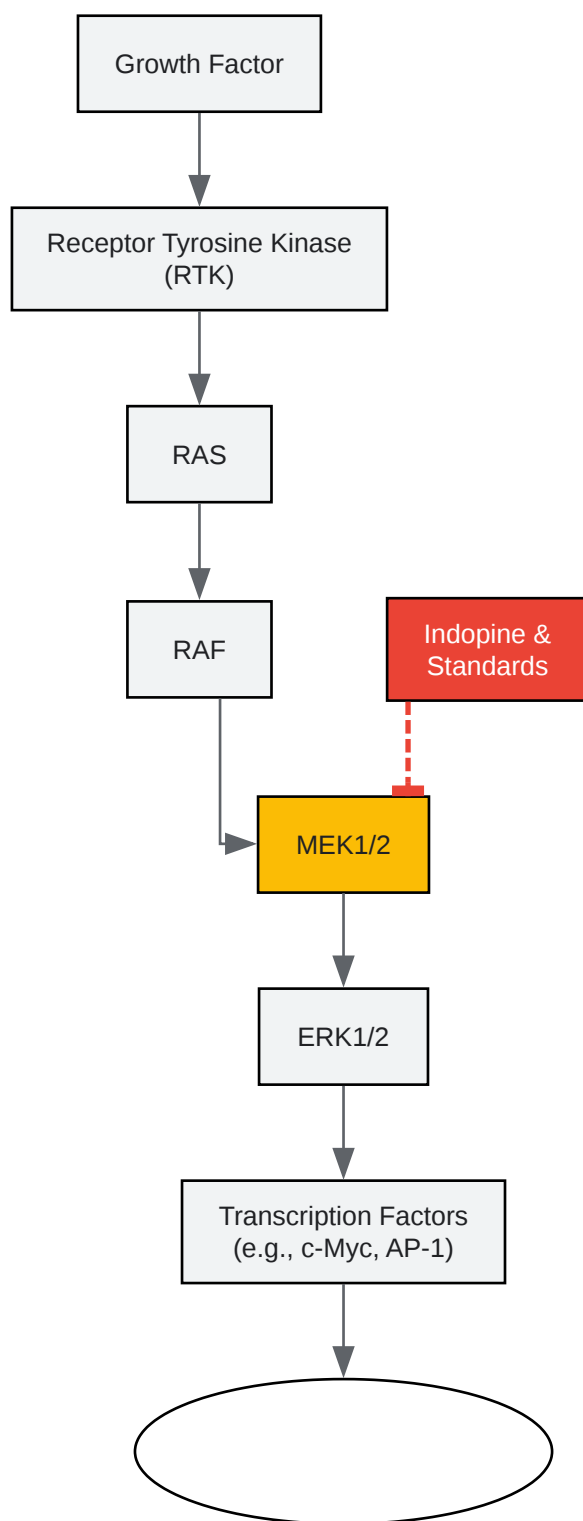 Growth Factor
Receptor Tyrosine Kinase
(RTK)
RAS
RAF
Indopine &
Standards
MEK1/2
ERK1/2
Transcription Factors
(e.g., c-Myc, AP-1)